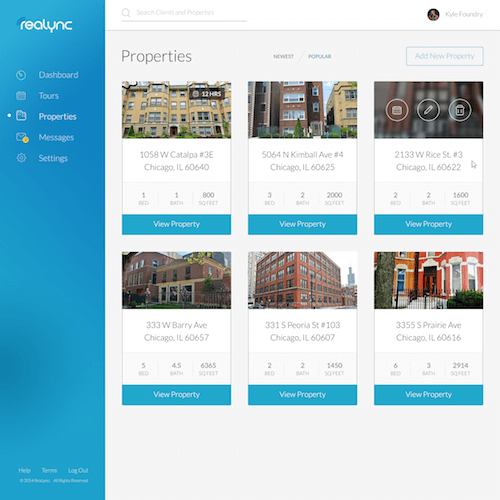 realync
Search Clients and Properties
Kyle Foundry
Dashboard
Tours
Properties
Messages
Settings
Properties
NEWEST
POPULAR
Add New Property
12 HRS
1058 W Catalpa #3E
Chicago, IL 60640
1 1 800
BED BATH SQ FEET
View Property
5064 N Kimball Ave #4
Chicago, IL 60625
3 2 2000
BED BATH SQ FEET
View Property
2133 W Rice St. #3
Chicago, IL 60622
2 2 1600
BED BATH SQ FEET
View Property
333 W Barry Ave
Chicago, IL 60657
5 4.5 6365
BED BATH SQ FEET
View Property
331 S Peoria St #103
Chicago, IL 60607
2 2 1450
BED BATH SQ FEET
View Property
3355 S Prairie Ave
Chicago, IL 60616
6 3 2914
BED BATH SQ FEET
View Property
Help Terms Log Out
© 2014 Realync. All Rights Reserved